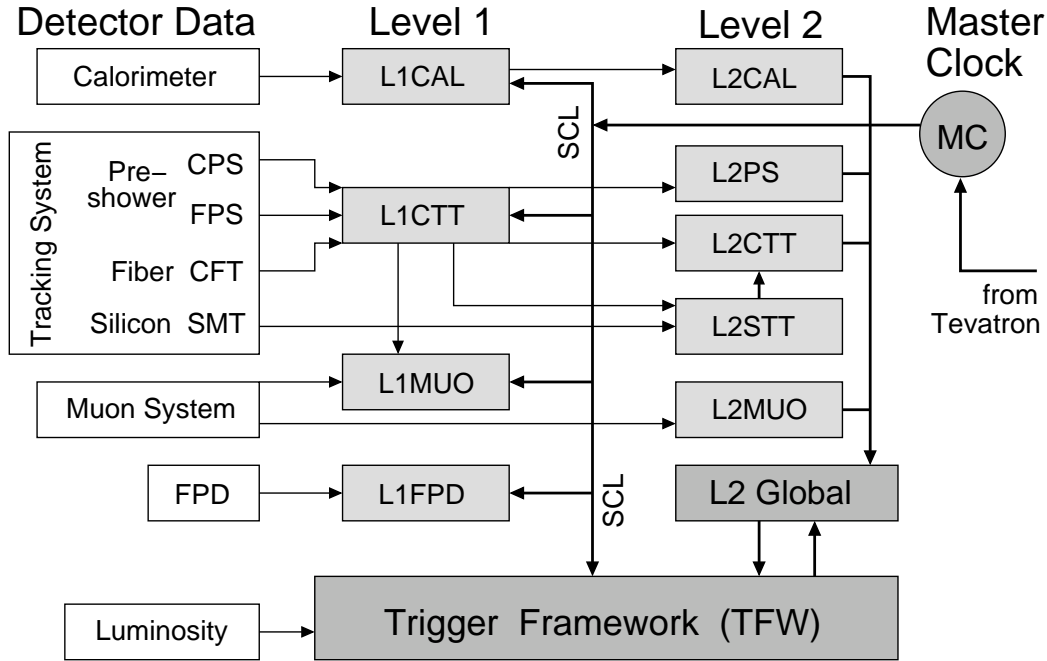 Detector Data
Level 1
Level 2
Master
Clock
Calorimeter
L1CAL
L2CAL
SCL
MC
Tracking System
Pre−
shower
CPS
FPS
L1CTT
L2PS
L2CTT
Fiber CFT
Silicon SMT
L2STT
from
Tevatron
L1MUO
Muon System
L2MUO
FPD
L1FPD
SCL
L2 Global
Luminosity
Trigger Framework (TFW)